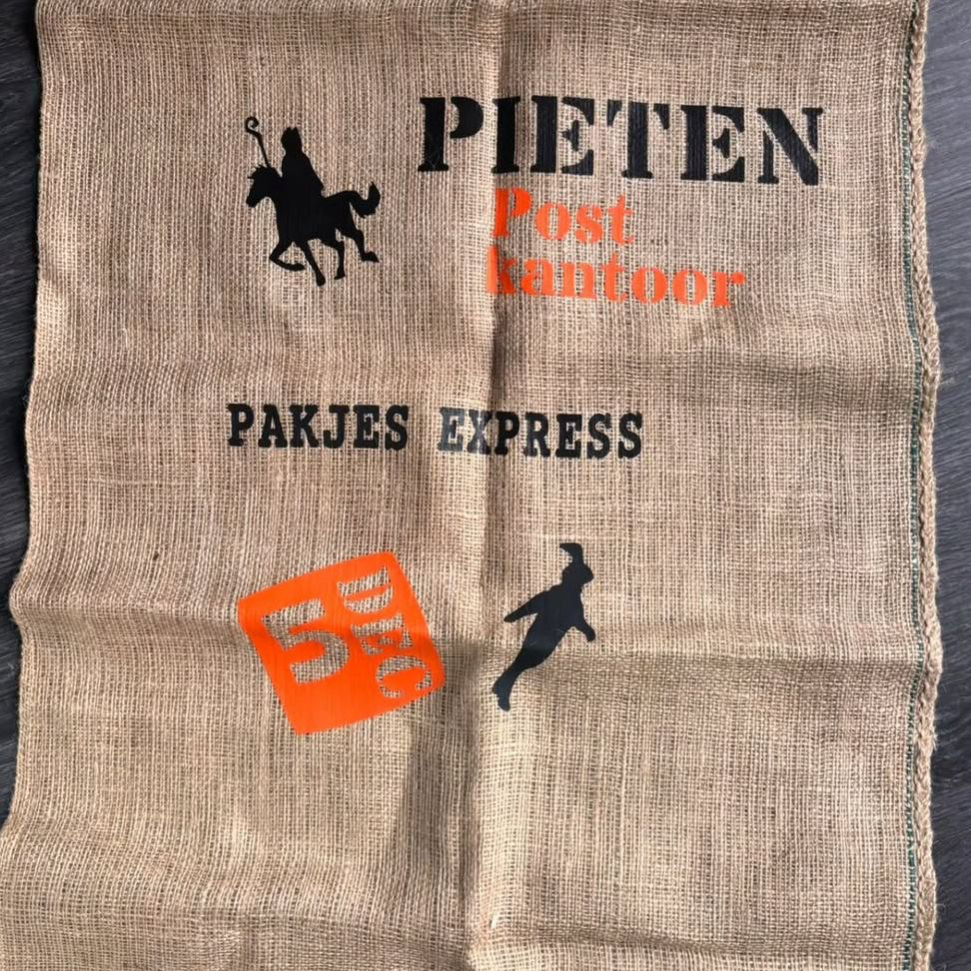 PIETEN
Post
kantoor
PAKJES EXPRESS
5
DEC